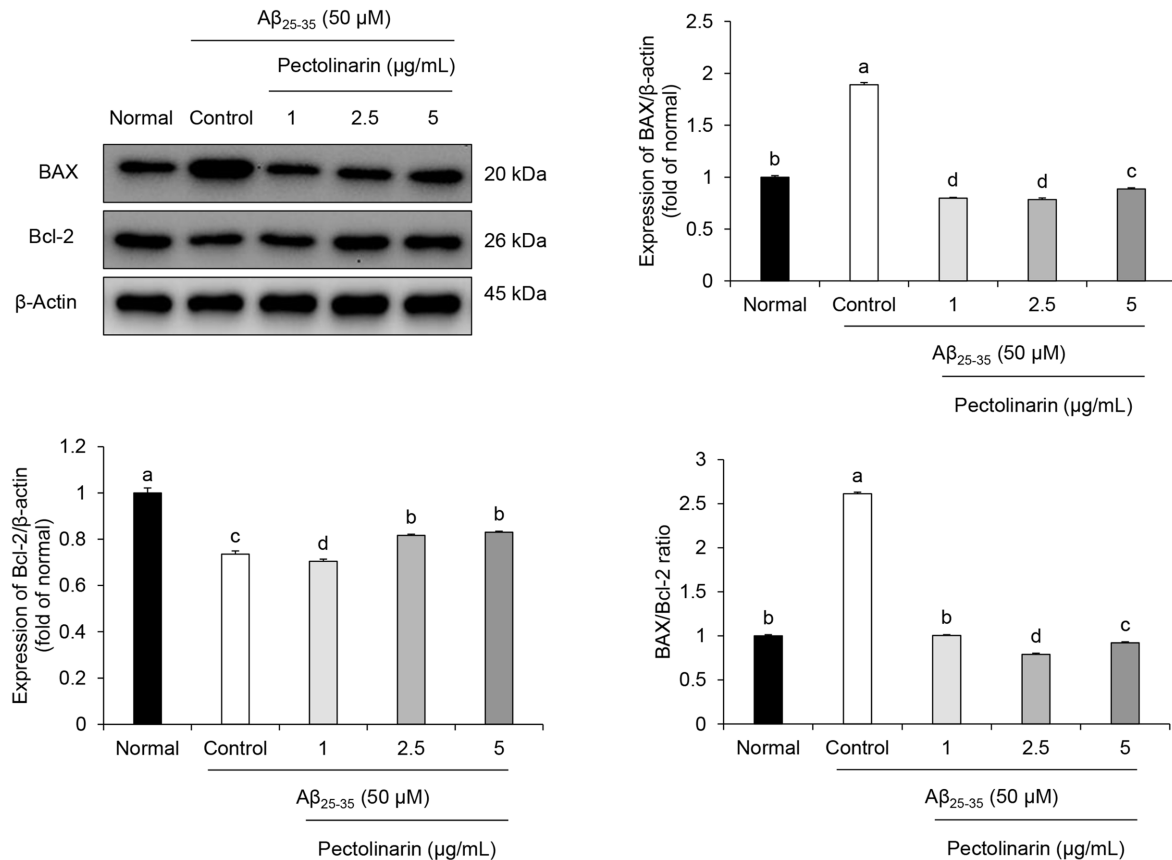 Aβ25-35 (50 µM)
Pectolinarin (µg/mL)
Normal Control 1 2.5 5
BAX 20 kDa
Bcl-2 26 kDa
β-Actin 45 kDa
Expression of BAX/β-actin
(fold of normal)
2.5
2
1.5
1
0.5
0
b a d d c
Normal Control 1 2.5 5
Aβ25-35 (50 µM)
Pectolinarin (µg/mL)
Expression of Bcl-2/β-actin
(fold of normal)
1.2
1
0.8
0.6
0.4
0.2
0
a c d b b
Normal Control 1 2.5 5
Aβ25-35 (50 µM)
Pectolinarin (µg/mL)
BAX/Bcl-2 ratio
3
2.5
2
1.5
1
0.5
0
b a b d c
Normal Control 1 2.5 5
Aβ25-35 (50 µM)
Pectolinarin (µg/mL)